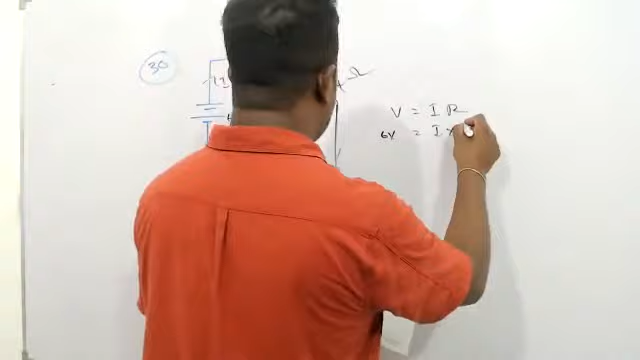 30
Ω
V = I R
6V = I ×